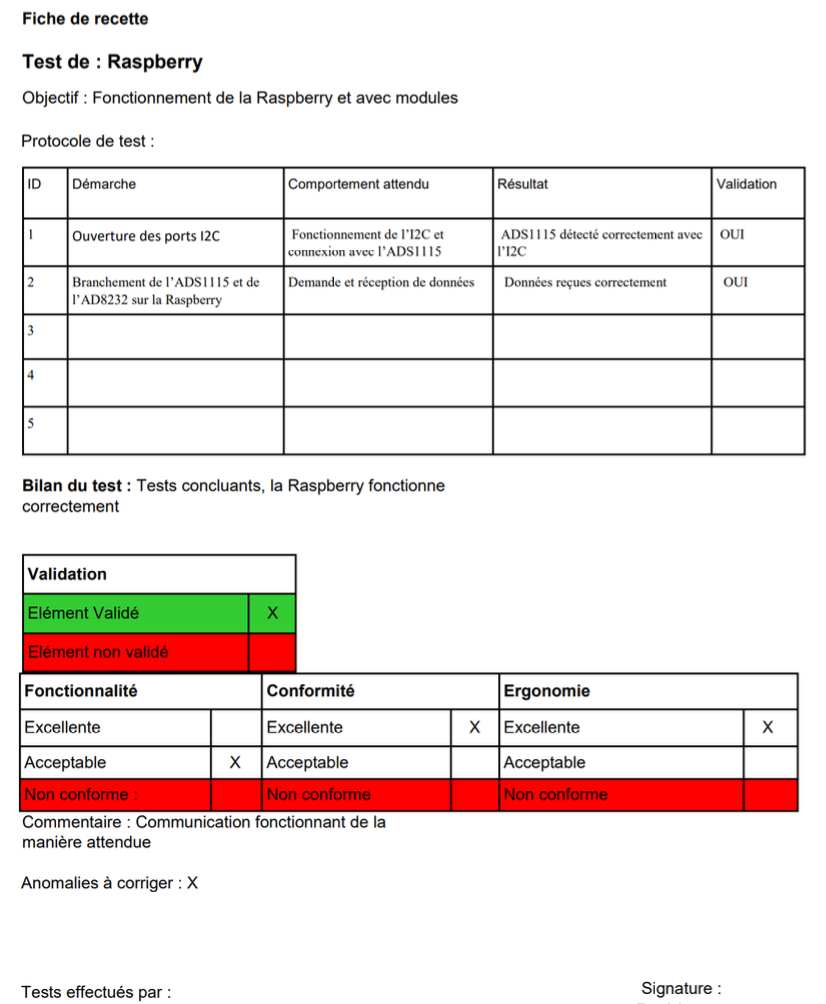 Fiche de recette
Test de : Raspberry
Objectif : Fonctionnement de la Raspberry et avec modules
Protocole de test :
ID Démarche Comportement attendu Résultat Validation
1 Ouverture des ports I2C Fonctionnement de l'I2C et connexion avec l'ADS1115 ADS1115 détecté correctement avec l'I2C OUI
2 Branchement de l'ADS1115 et de l'AD8232 sur la Raspberry Demande et réception de données Données reçues correctement OUI
3
4
5
Bilan du test : Tests concluants, la Raspberry fonctionne
correctement
Validation
Elément Validé X
Elément non validé
Fonctionnalité Conformité Ergonomie
Excellente Excellente X Excellente X
Acceptable X Acceptable Acceptable
Non conforme : Non conforme Non conforme
Commentaire : Communication fonctionnant de la
manière attendue
Anomalies à corriger : X
Tests effectués par : Signature :